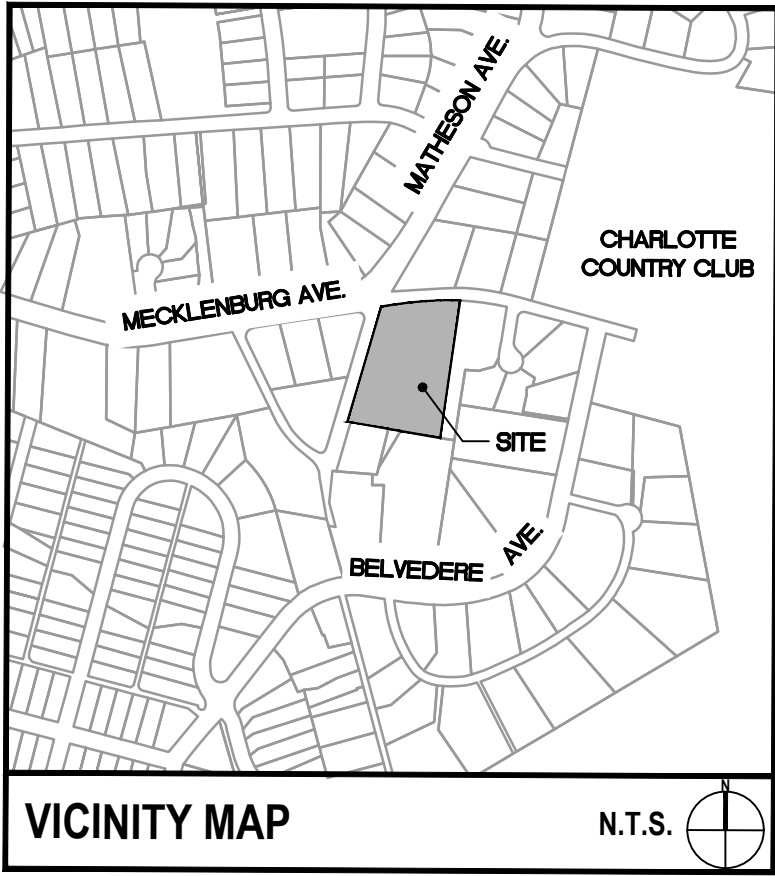 MATHESON AVE.
CHARLOTTE
COUNTRY CLUB
MECKLENBURG AVE.
SITE
BELVEDERE AVE.
VICINITY MAP
N.T.S.
N